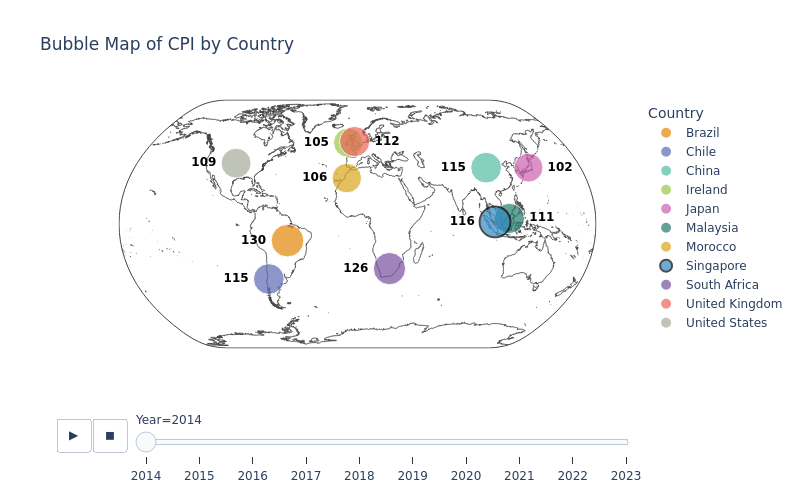 Bubble Map of CPI by Country
105
112
109
106
115
102
116
111
130
126
115
Country
Brazil
Chile
China
Ireland
Japan
Malaysia
Morocco
Singapore
South Africa
United Kingdom
United States
Year=2014
2014 2015 2016 2017 2018 2019 2020 2021 2022 2023